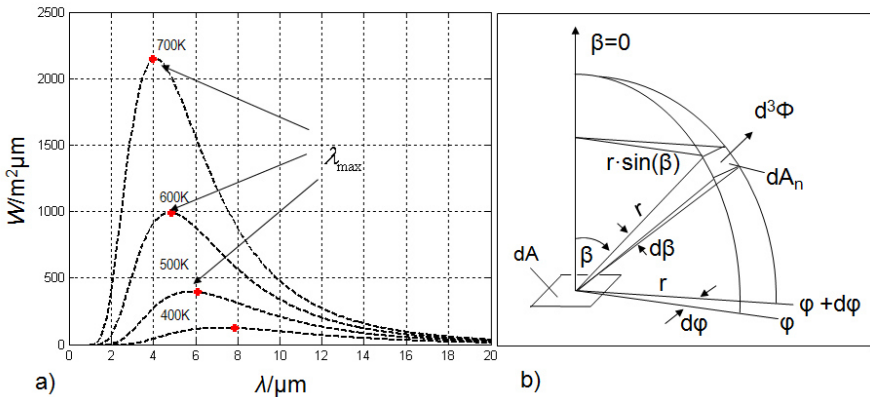 2500
2000
1500
1000
500
0
W/m²μm
700K
600K
500K
400K
λmax
0 2 4 6 8 10 12 14 16 18 20
λ/μm
a)
β=0
d³Φ
r·sin(β)
dAₙ
r
dβ
β
dA
r
φ +dφ
φ
dφ
b)